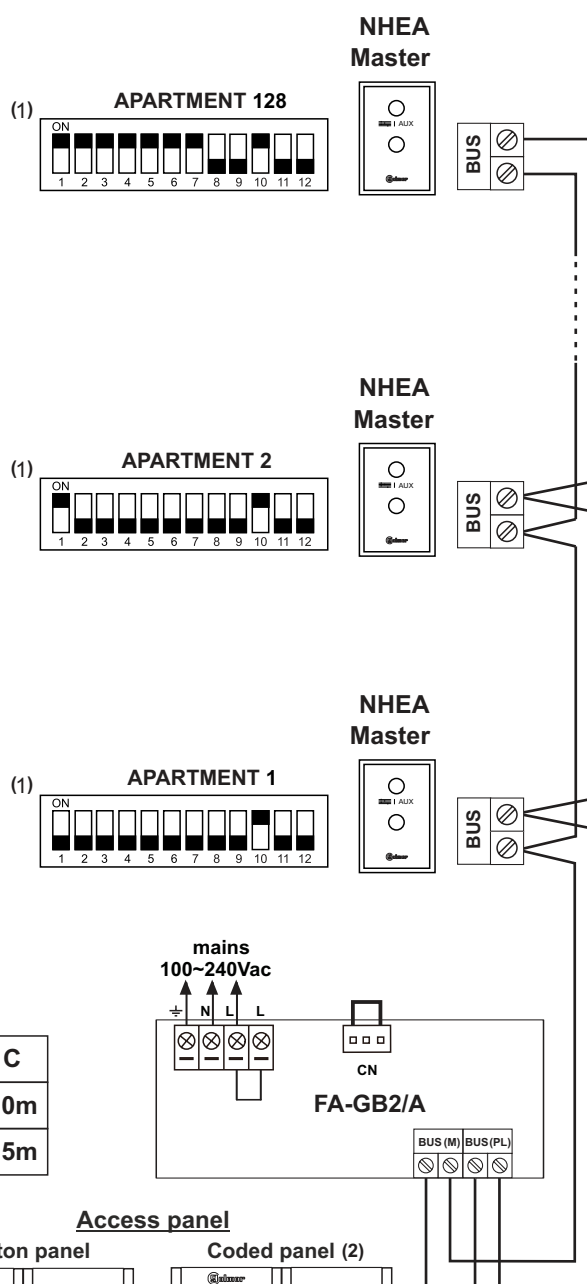 NHEA
Master
(1)
APARTMENT 128
ON
1 2 3 4 5 6 7 8 9 10 11 12
AUX
Golmar
BUS
NHEA
Master
(1)
APARTMENT 2
ON
1 2 3 4 5 6 7 8 9 10 11 12
AUX
Golmar
BUS
NHEA
Master
(1)
APARTMENT 1
ON
1 2 3 4 5 6 7 8 9 10 11 12
AUX
Golmar
BUS
mains
100~240Vac
N L L
CN
FA-GB2/A
BUS (M) BUS (PL)
C
0m
5m
Access panel
ton panel
Coded panel (2)
Golmar